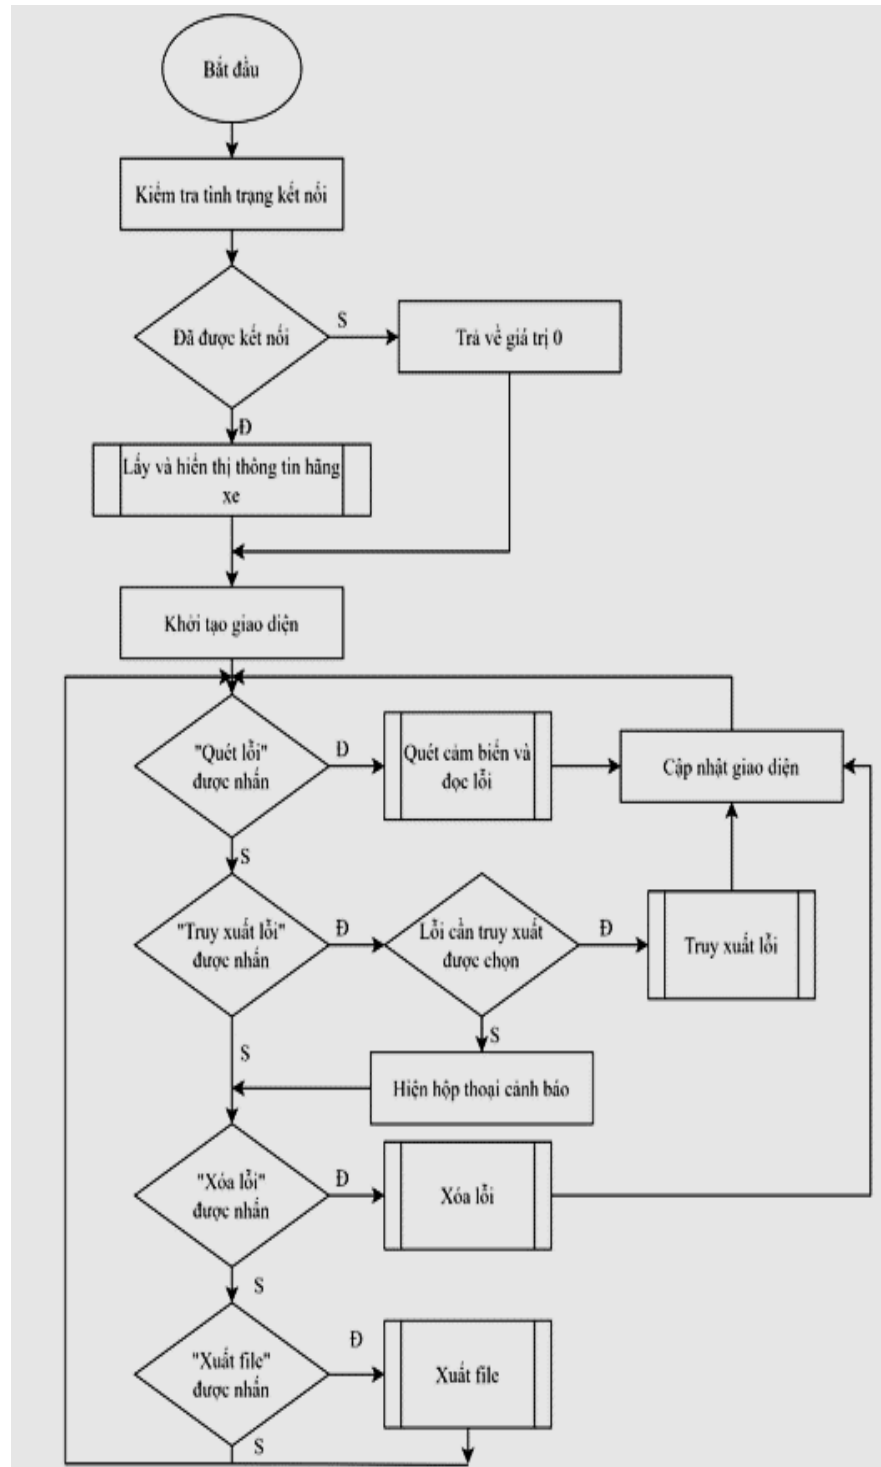 Bắt đầu
Kiểm tra tình trạng kết nối
Đã được kết nối
S
Trả về giá trị 0
Đ
Lấy và hiển thị thông tin hãng
xe
Khởi tạo giao diện
"Quét lỗi"
được nhấn
Đ
Quét cảm biến và
đọc lỗi
Cập nhật giao diện
S
"Truy xuất lỗi"
được nhấn
Đ
Lỗi cần truy xuất
được chọn
Đ
Truy xuất lỗi
S
S
Hiện hộp thoại cảnh báo
"Xóa lỗi"
được nhấn
Đ
Xóa lỗi
S
"Xuất file"
được nhấn
Đ
Xuất file
S